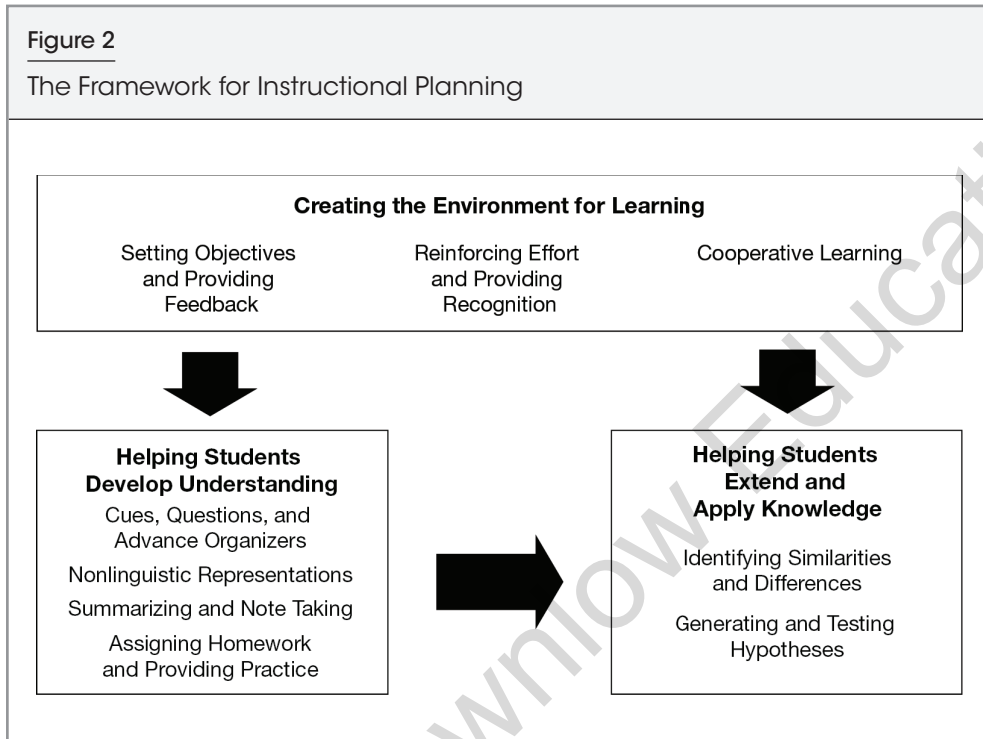 Figure 2
The Framework for Instructional Planning
Creating the Environment for Learning
Setting Objectives
and Providing
Feedback
Reinforcing Effort
and Providing
Recognition
Cooperative Learning
Helping Students
Develop Understanding
Cues, Questions, and
Advance Organizers
Nonlinguistic Representations
Summarizing and Note Taking
Assigning Homework
and Providing Practice
Helping Students
Extend and
Apply Knowledge
Identifying Similarities
and Differences
Generating and Testing
Hypotheses